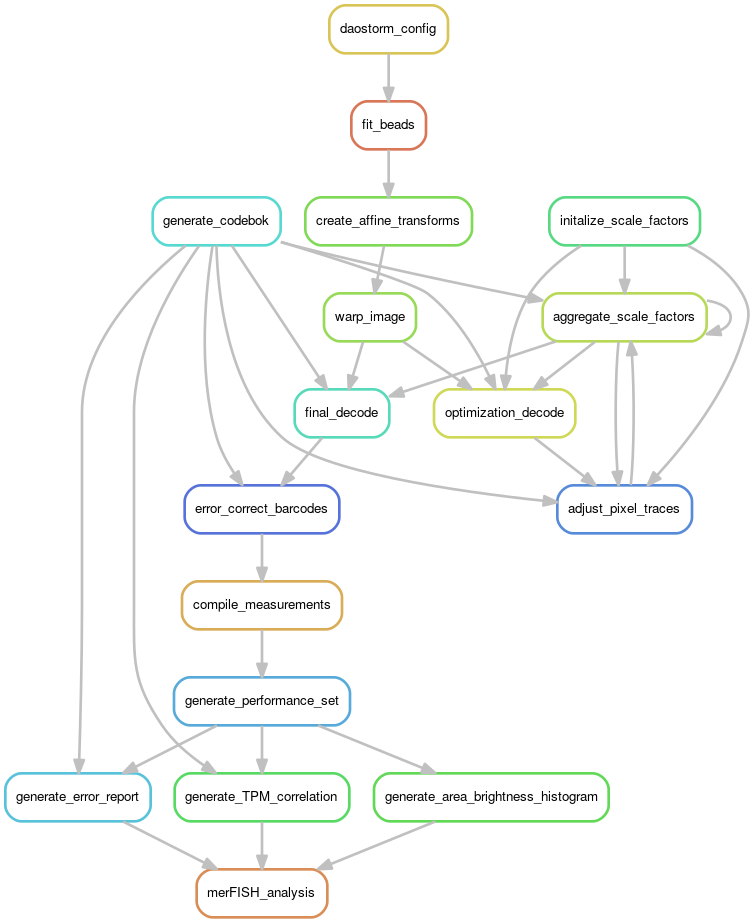 daostorm_config
fit_beads
generate_codebok
create_affine_transforms
initalize_scale_factors
warp_image
aggregate_scale_factors
final_decode
optimization_decode
error_correct_barcodes
adjust_pixel_traces
compile_measurements
generate_performance_set
generate_error_report
generate_TPM_correlation
generate_area_brightness_histogram
merFISH_analysis